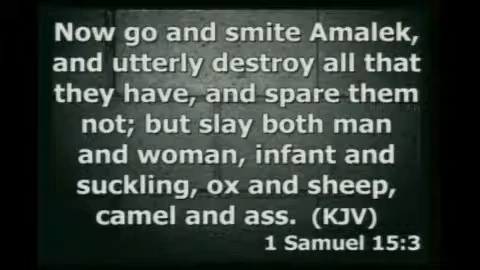 Now go and smite Amalek,
and utterly destroy all that
they have, and spare them
not; but slay both man
and woman, infant and
suckling, ox and sheep,
camel and ass. (KJV)
1 Samuel 15:3